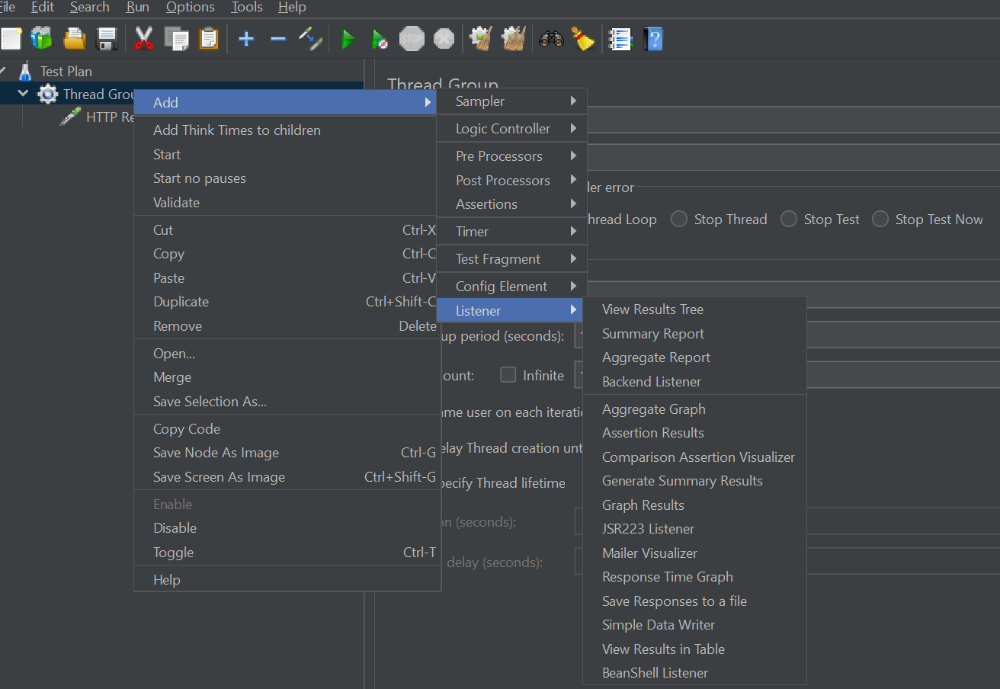 File Edit Search Run Options Tools Help
STOP
Test Plan
Thread Group
HTTP Re
Add
Add Think Times to children
Start
Start no pauses
Validate
Cut Ctrl-X
Copy Ctrl-C
Paste Ctrl-V
Duplicate Ctrl+Shift-C
Remove Delete
Open...
Merge
Save Selection As...
Copy Code
Save Node As Image Ctrl-G
Save Screen As Image Ctrl+Shift-G
Enable
Disable
Toggle Ctrl-T
Help
Sampler
Logic Controller
Pre Processors
Post Processors
Assertions
Timer
Test Fragment
Config Element
Listener
View Results Tree
Summary Report
Aggregate Report
Backend Listener
Aggregate Graph
Assertion Results
Comparison Assertion Visualizer
Generate Summary Results
Graph Results
JSR223 Listener
Mailer Visualizer
Response Time Graph
Save Responses to a file
Simple Data Writer
View Results in Table
BeanShell Listener
Thread Group
ler error
hread Loop Stop Thread Stop Test Stop Test Now
up period (seconds):
ount: Infinite
me user on each iteratio
elay Thread creation unt
pecify Thread lifetime
on (seconds):
delay (seconds):